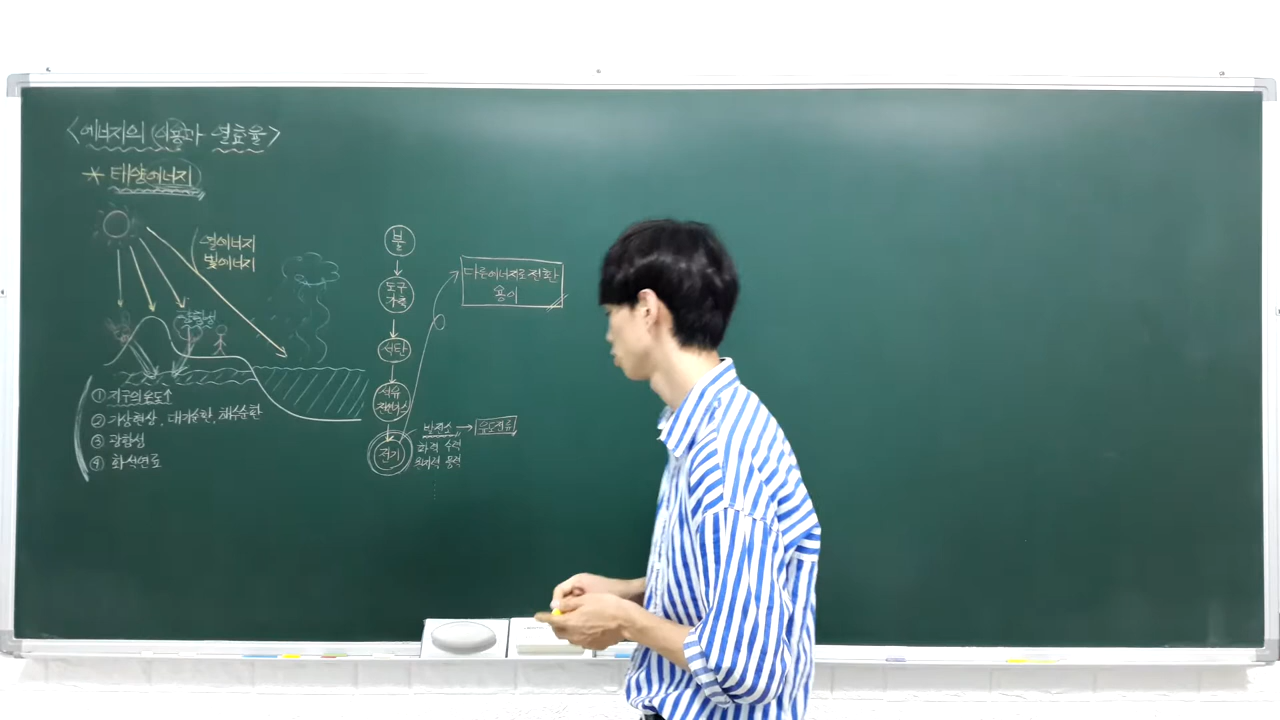 <에너지의 이용과 열효율>
* 태양에너지
열에너지
빛에너지
광합성
① 지구의 온도↑
② 기상현상, 대기순환, 해수순환
③ 광합성
④ 화석연료
불
도구
가축
석탄
석유
천연가스
전기
발전소 → 유도전류
화력 수력
원자력 풍력
다른 에너지로 전환
용이